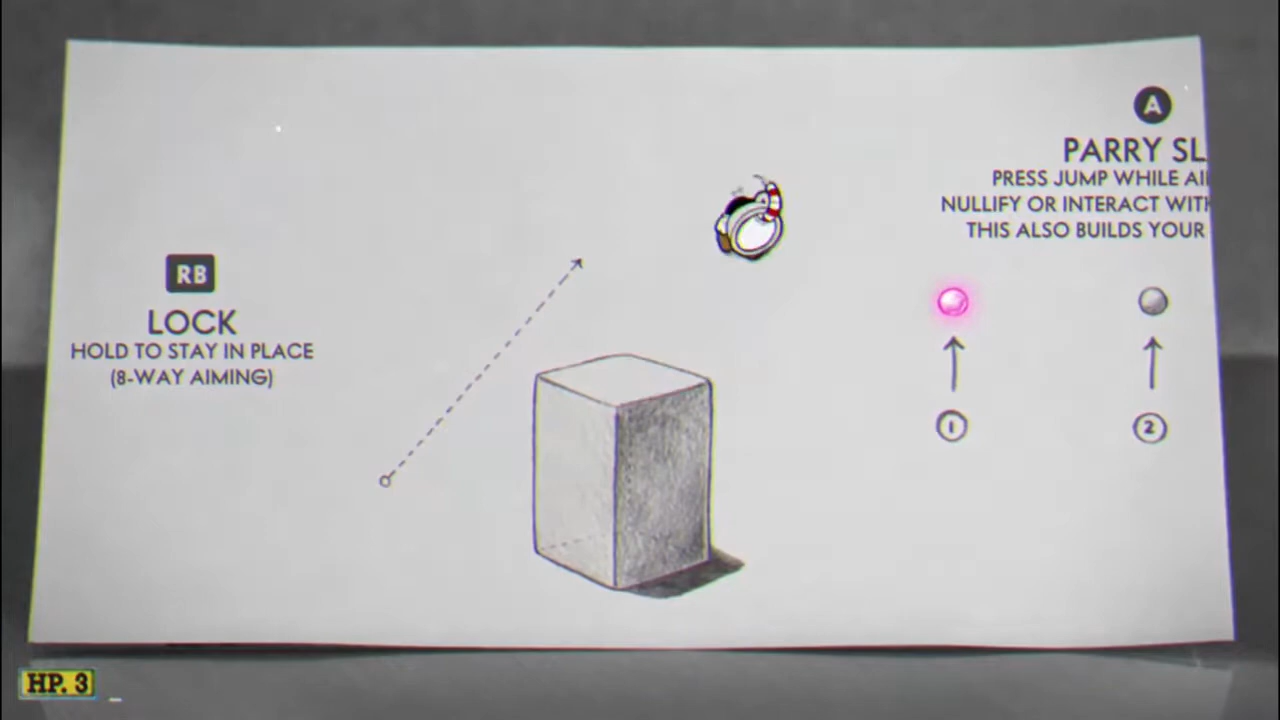 RB
LOCK
HOLD TO STAY IN PLACE
(8-WAY AIMING)
A
PARRY SL
PRESS JUMP WHILE AI
NULLIFY OR INTERACT WITH
THIS ALSO BUILDS YOUR
1
2
HP. 3